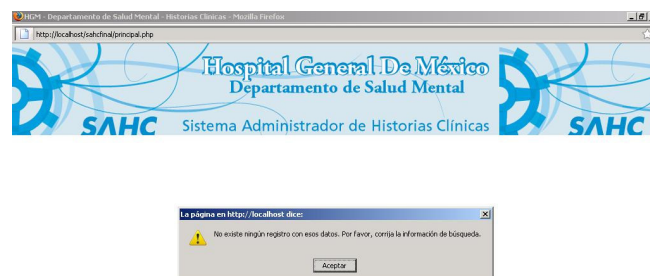 HGM - Departamento de Salud Mental - Historias Clínicas - Mozilla Firefox
http://localhost/sahcfinal/principal.php
Hospital General De México
Departamento de Salud Mental
SAHC
Sistema Administrador de Historias Clínicas
SAHC
La página en http://localhost dice:
No existe ningún registro con esos datos. Por favor, corrija la información de búsqueda.
Aceptar